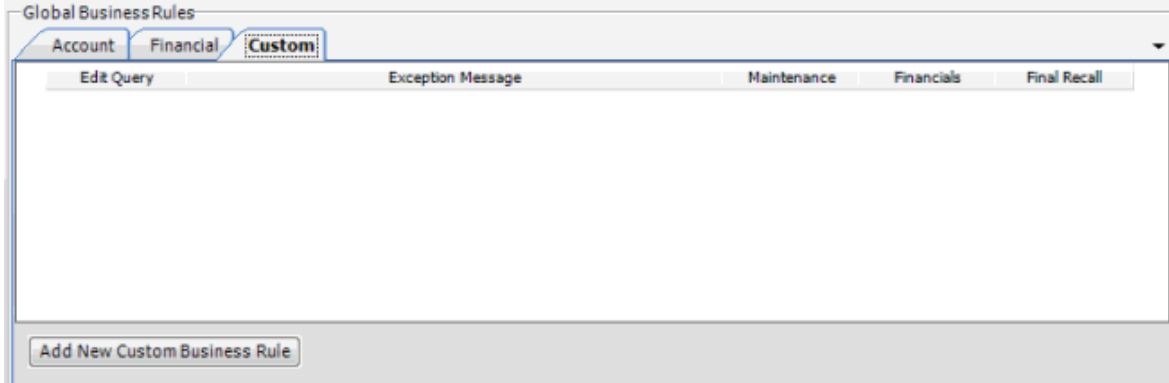 Global Business Rules
Account Financial Custom
Edit Query Exception Message Maintenance Financials Final Recall
Add New Custom Business Rule